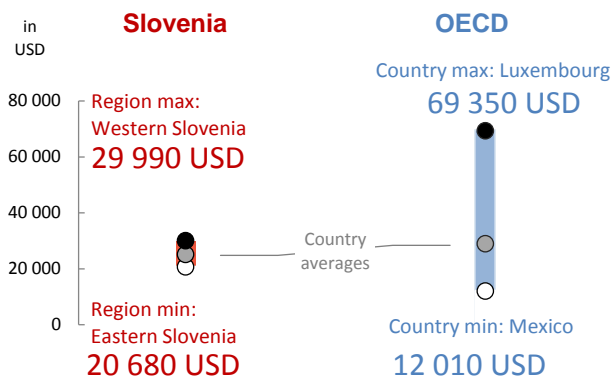 in
USD
Slovenia
OECD
80 000
60 000
40 000
20 000
0
Region max:
Western Slovenia
29 990 USD
Country max: Luxembourg
69 350 USD
Country
averages
Region min:
Eastern Slovenia
20 680 USD
Country min: Mexico
12 010 USD